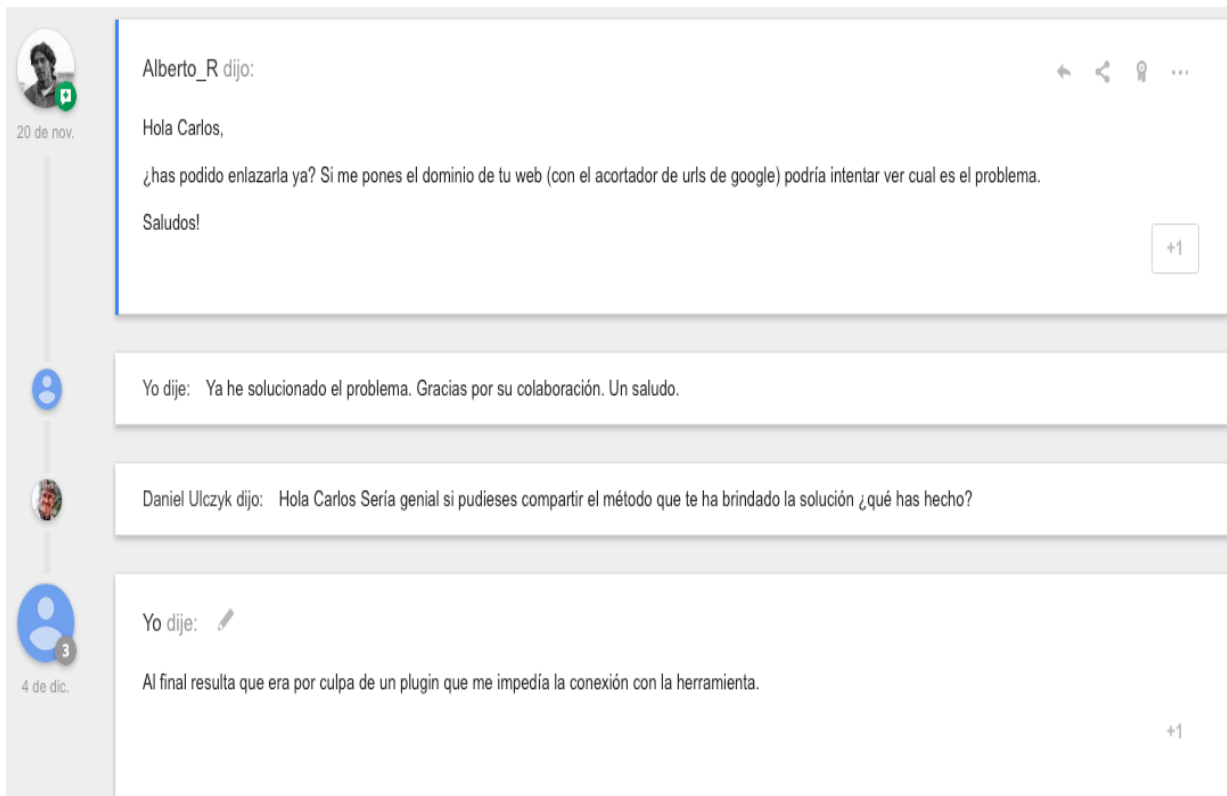 Alberto_R dijo:
20 de nov.
Hola Carlos,
¿has podido enlazarla ya? Si me pones el dominio de tu web (con el acortador de urls de google) podría intentar ver cual es el problema.
Saludos!
+1
Yo dije: Ya he solucionado el problema. Gracias por su colaboración. Un saludo.
Daniel Ulczyk dijo: Hola Carlos Sería genial si pudieses compartir el método que te ha brindado la solución ¿qué has hecho?
Yo dije:
3
4 de dic.
Al final resulta que era por culpa de un plugin que me impedía la conexión con la herramienta.
+1